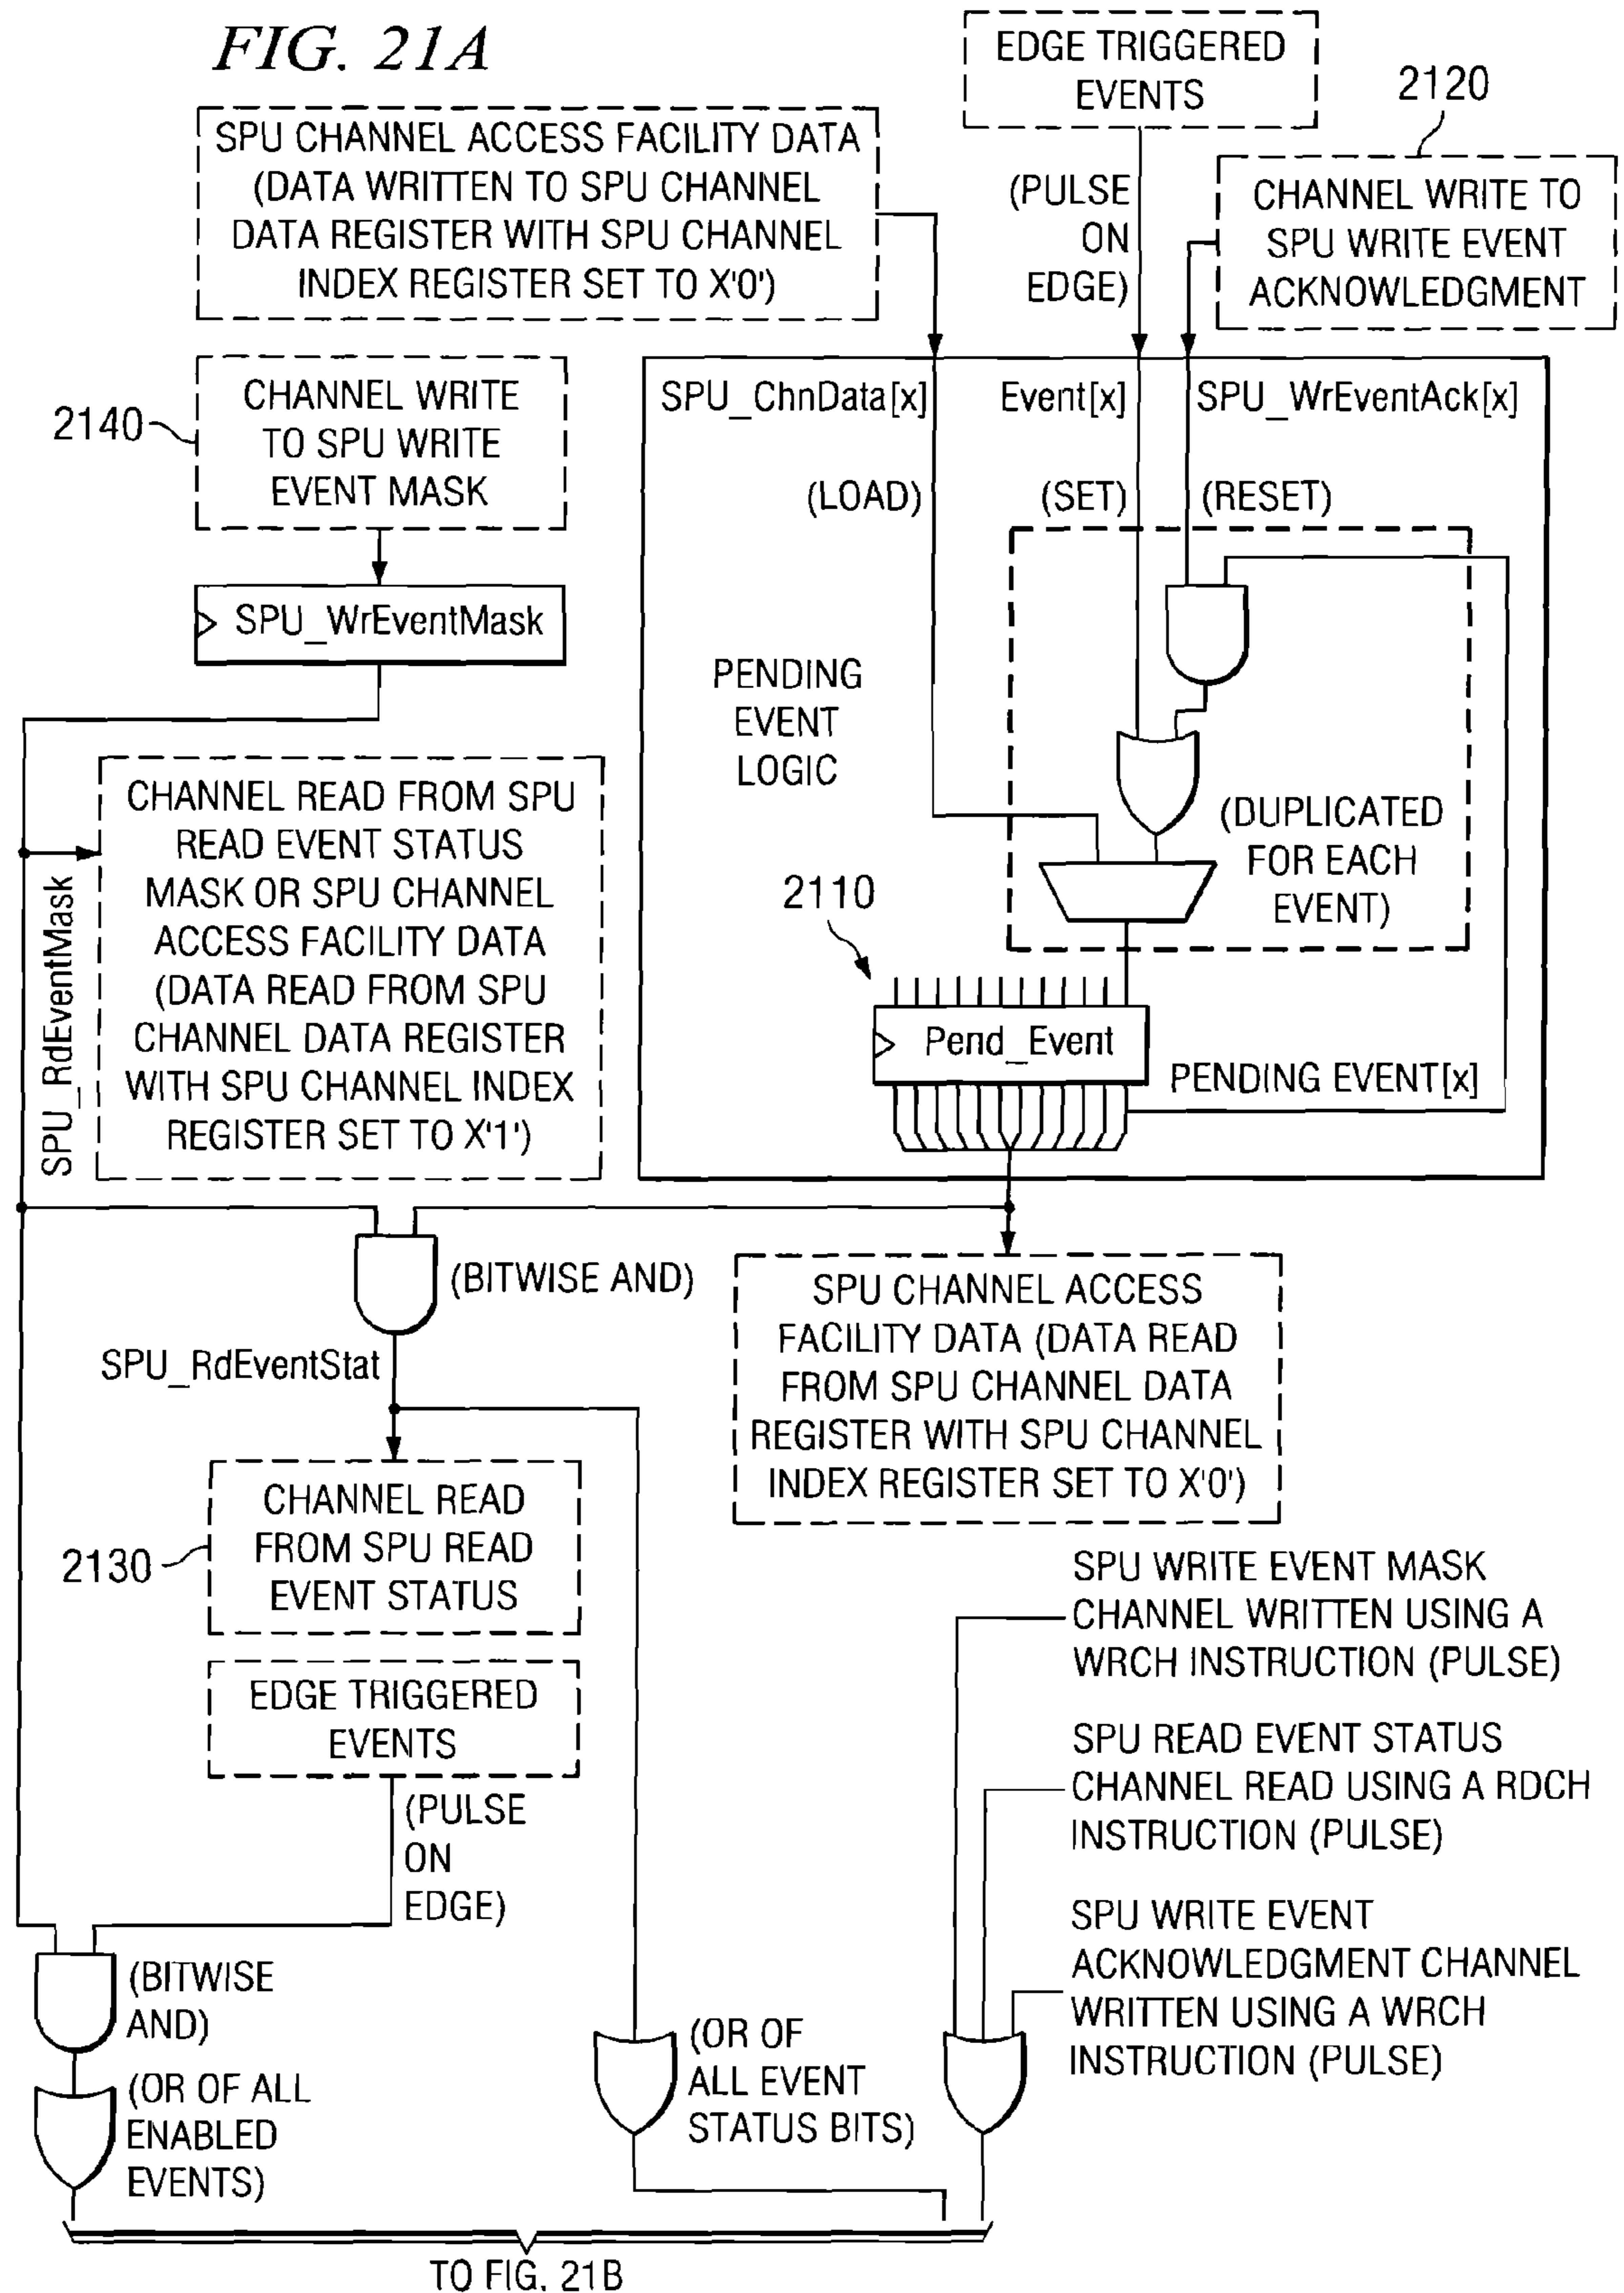 FIG. 21A
EDGE TRIGGERED
EVENTS
2120
SPU CHANNEL ACCESS FACILITY DATA
(DATA WRITTEN TO SPU CHANNEL
DATA REGISTER WITH SPU CHANNEL
INDEX REGISTER SET TO X'0')
(PULSE
ON
EDGE)
CHANNEL WRITE TO
SPU WRITE EVENT
ACKNOWLEDGMENT
2140
CHANNEL WRITE
TO SPU WRITE
EVENT MASK
SPU_ChnData[x]
Event[x]
SPU_WrEventAck[x]
(LOAD)
(SET)
(RESET)
SPU_WrEventMask
PENDING
EVENT
LOGIC
(DUPLICATED
FOR EACH
EVENT)
2110
Pend_Event
PENDING EVENT[x]
SPU_RdEventMask
CHANNEL READ FROM SPU
READ EVENT STATUS
MASK OR SPU CHANNEL
ACCESS FACILITY DATA
(DATA READ FROM SPU
CHANNEL DATA REGISTER
WITH SPU CHANNEL INDEX
REGISTER SET TO X'1')
(BITWISE AND)
SPU_RdEventStat
SPU CHANNEL ACCESS
FACILITY DATA (DATA READ
FROM SPU CHANNEL DATA
REGISTER WITH SPU CHANNEL
INDEX REGISTER SET TO X'0')
2130
CHANNEL READ
FROM SPU READ
EVENT STATUS
EDGE TRIGGERED
EVENTS
(PULSE
ON
EDGE)
SPU WRITE EVENT MASK
CHANNEL WRITTEN USING A
WRCH INSTRUCTION (PULSE)
SPU READ EVENT STATUS
CHANNEL READ USING A RDCH
INSTRUCTION (PULSE)
SPU WRITE EVENT
ACKNOWLEDGMENT CHANNEL
WRITTEN USING A WRCH
INSTRUCTION (PULSE)
(BITWISE
AND)
(OR OF ALL
ENABLED
EVENTS)
(OR OF
ALL EVENT
STATUS BITS)
TO FIG. 21B